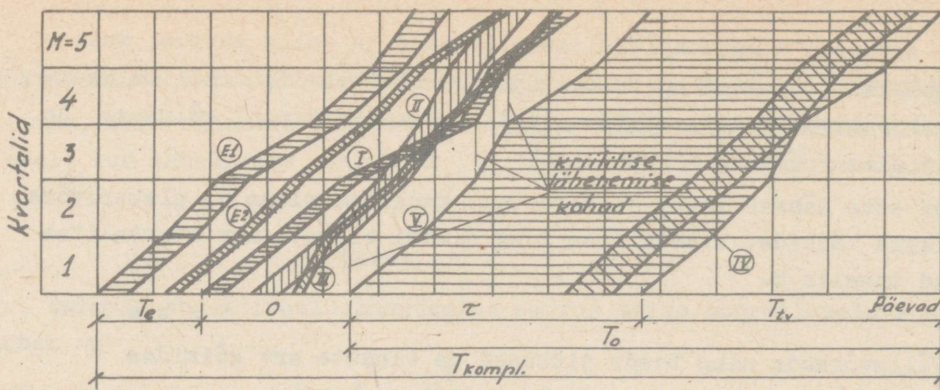 Kvartalid
M=5
4
3
2
1
E1
E2
I
II
III
V
IV
kriitilise
lähenemise
kohad
Te
O
τ
Ttv
Päevad
To
Tkompl.